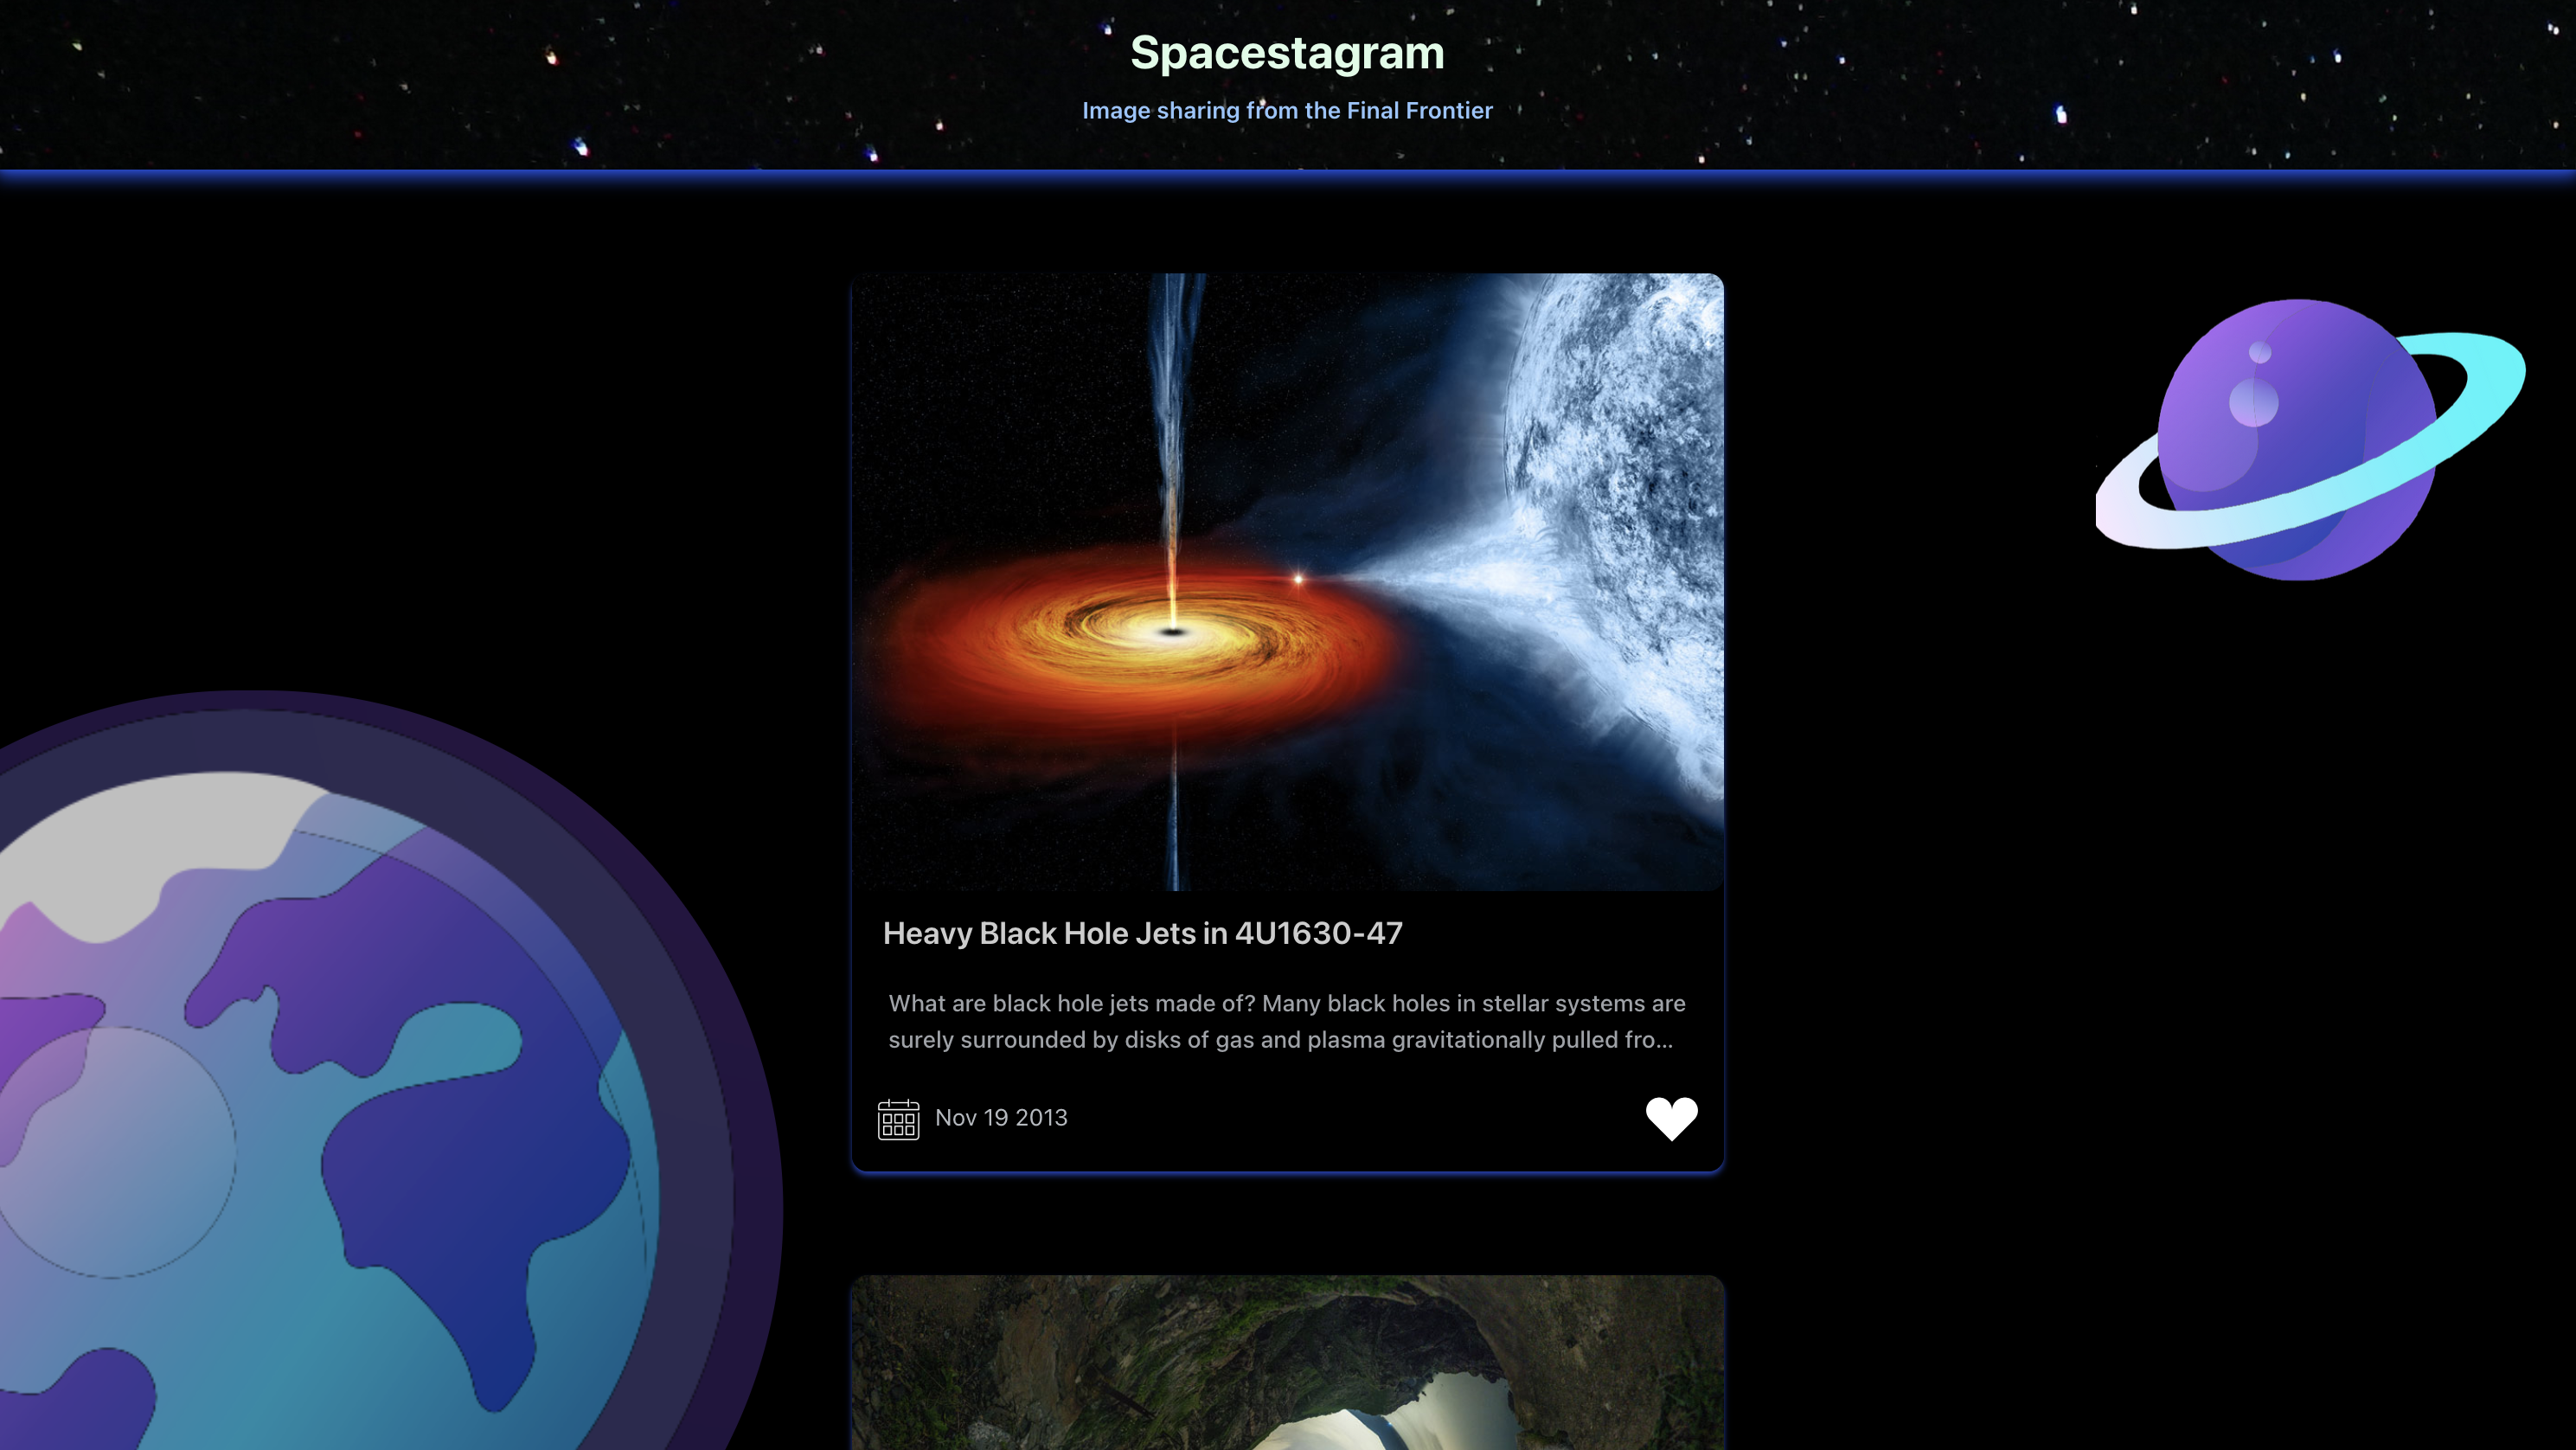 Spacestagram
Image sharing from the Final Frontier
Heavy Black Hole Jets in 4U1630-47
What are black hole jets made of? Many black holes in stellar systems are
surely surrounded by disks of gas and plasma gravitationally pulled fro...
Nov 19 2013